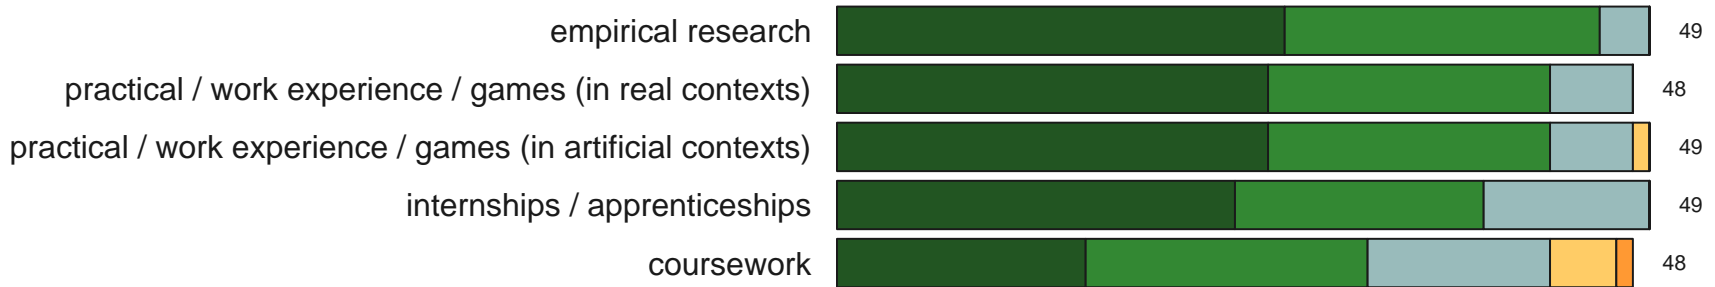 empirical research 49
practical / work experience / games (in real contexts) 48
practical / work experience / games (in artificial contexts) 49
internships / apprenticeships 49
coursework 48